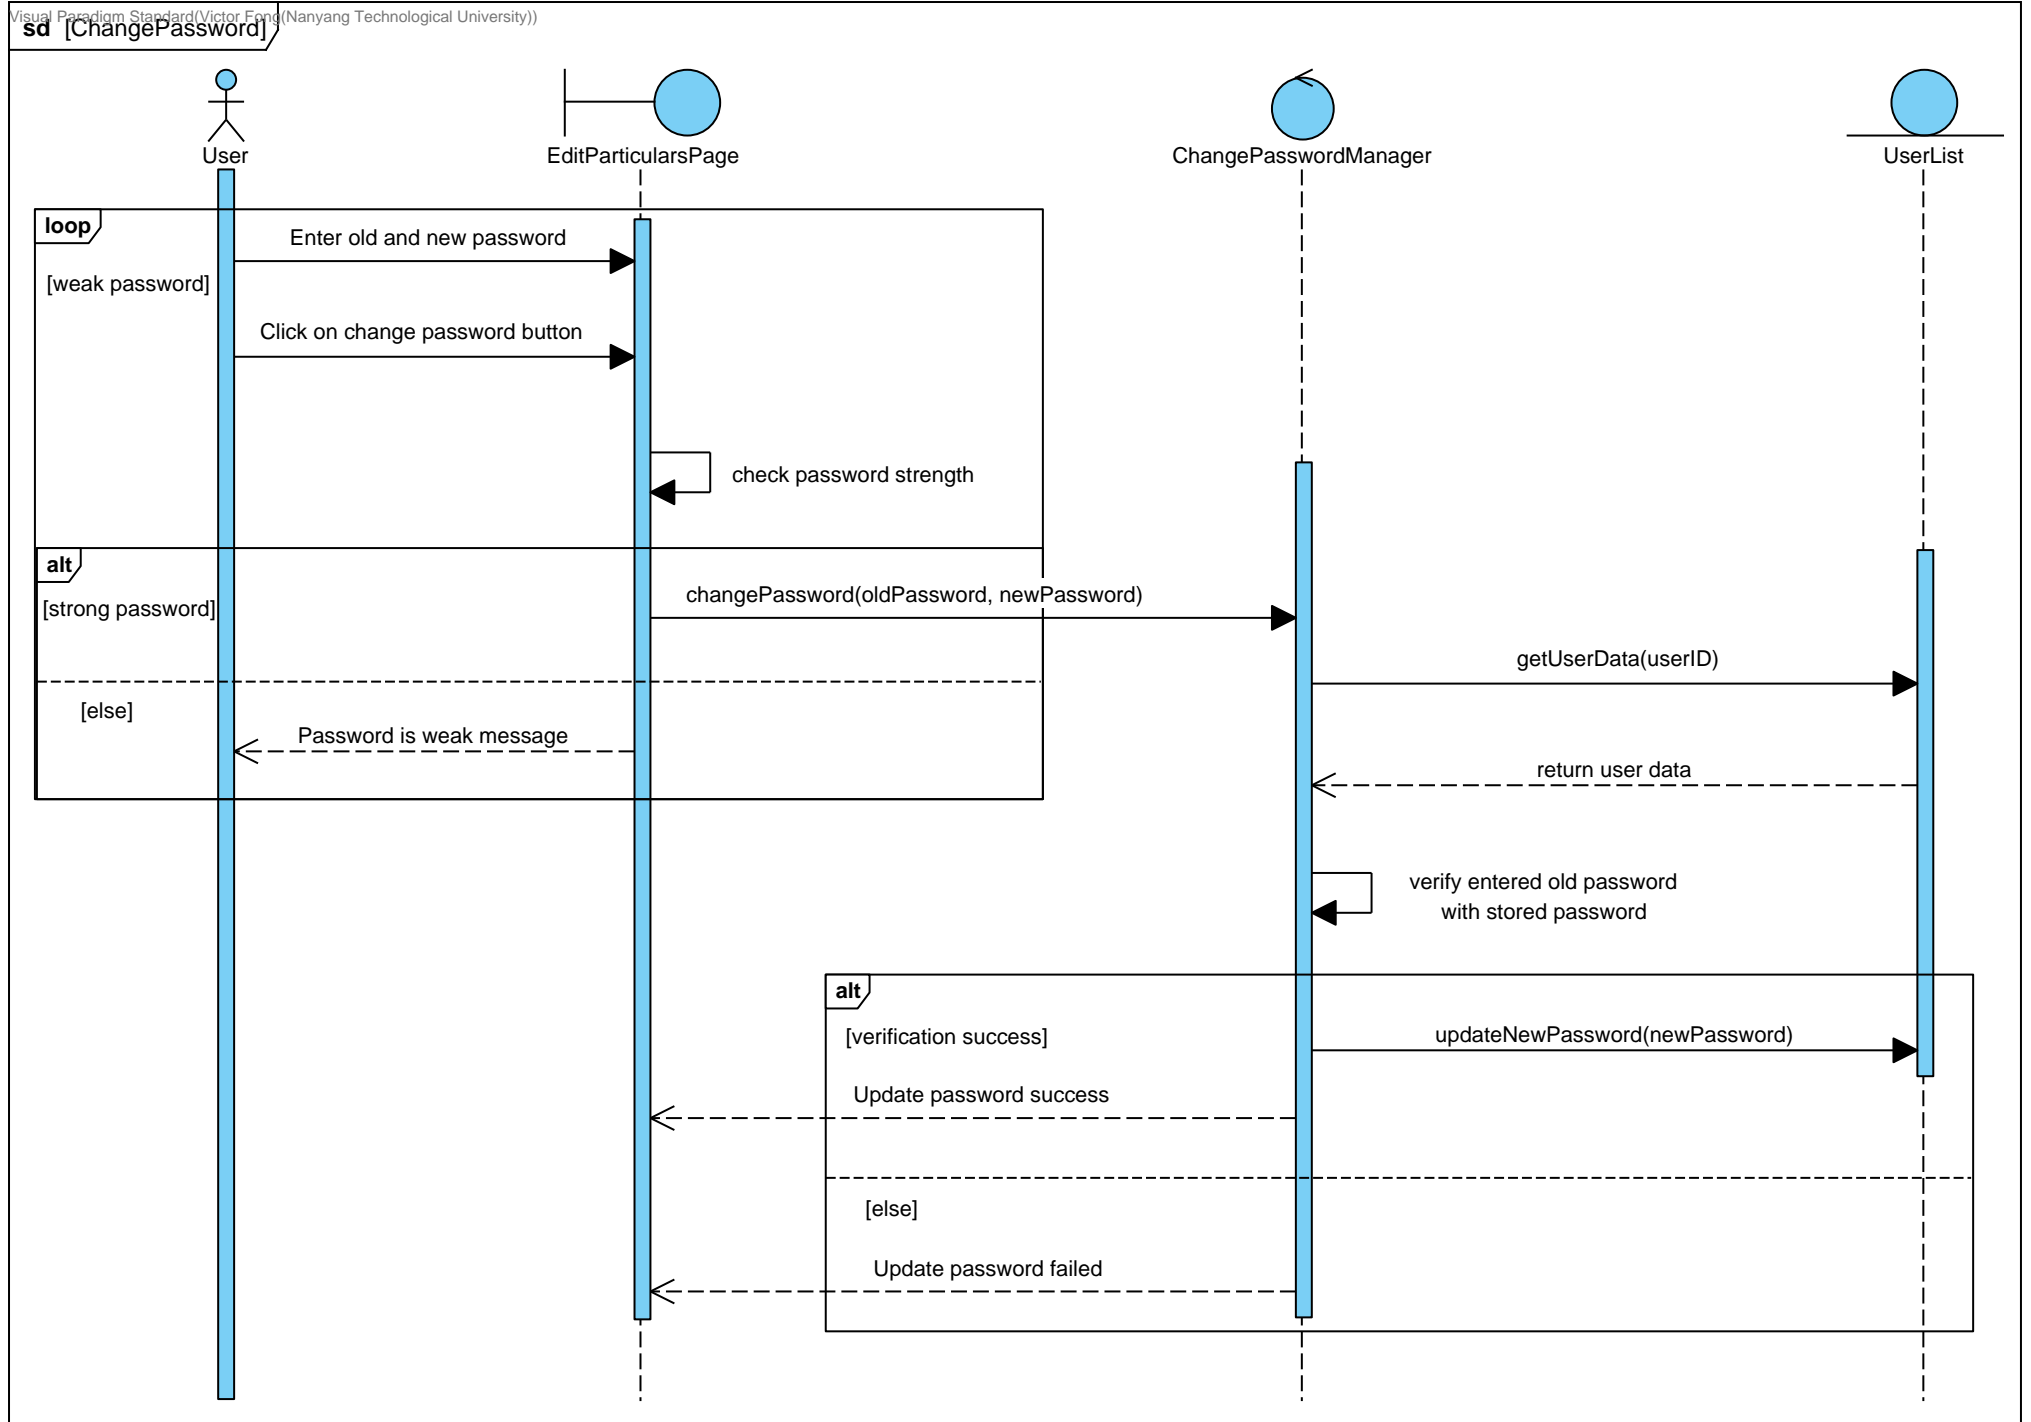 Visual Paradigm Standard(Victor Fong(Nanyang Technological University))
sd [ChangePassword]
User
EditParticularsPage
ChangePasswordManager
UserList
loop
Enter old and new password
[weak password]
Click on change password button
check password strength
alt
[strong password]
changePassword(oldPassword, newPassword)
getUserData(userID)
[else]
Password is weak message
return user data
verify entered old password
with stored password
alt
[verification success]
updateNewPassword(newPassword)
Update password success
[else]
Update password failed